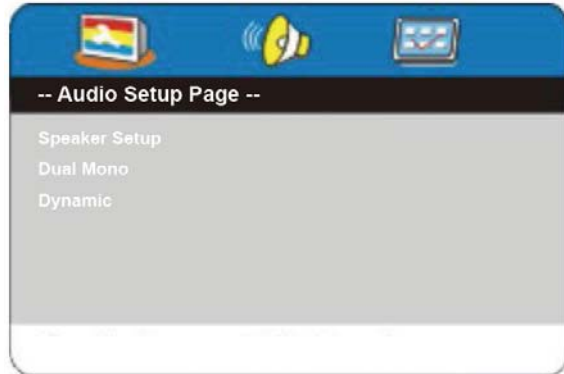 -- Audio Setup Page --
Speaker Setup
Dual Mono
Dynamic